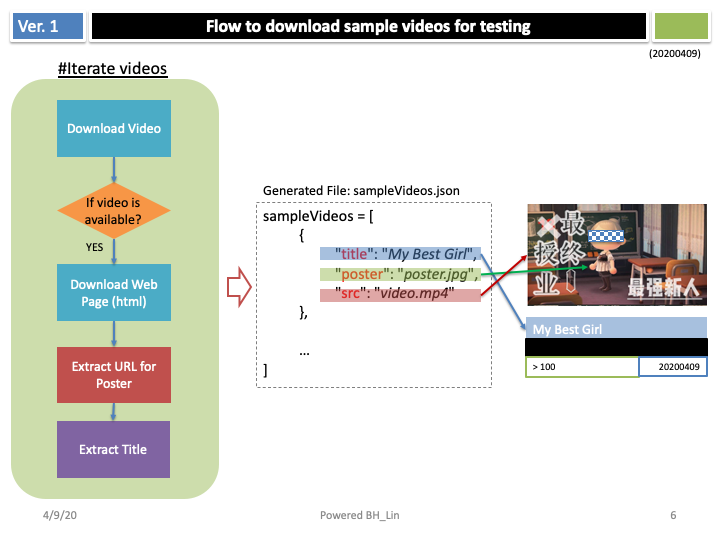 Ver. 1
Flow to download sample videos for testing
(20200409)
#Iterate videos
Download Video
If video is
available?
YES
Download Web
Page (html)
Extract URL for
Poster
Extract Title
Generated File: sampleVideos.json
sampleVideos = [
{
"title": "My Best Girl",
"poster": "poster.jpg",
"src": "video.mp4"
},
...
]
最
授终
业
最强新人
My Best Girl
> 100
20200409
4/9/20
Powered BH_Lin
6